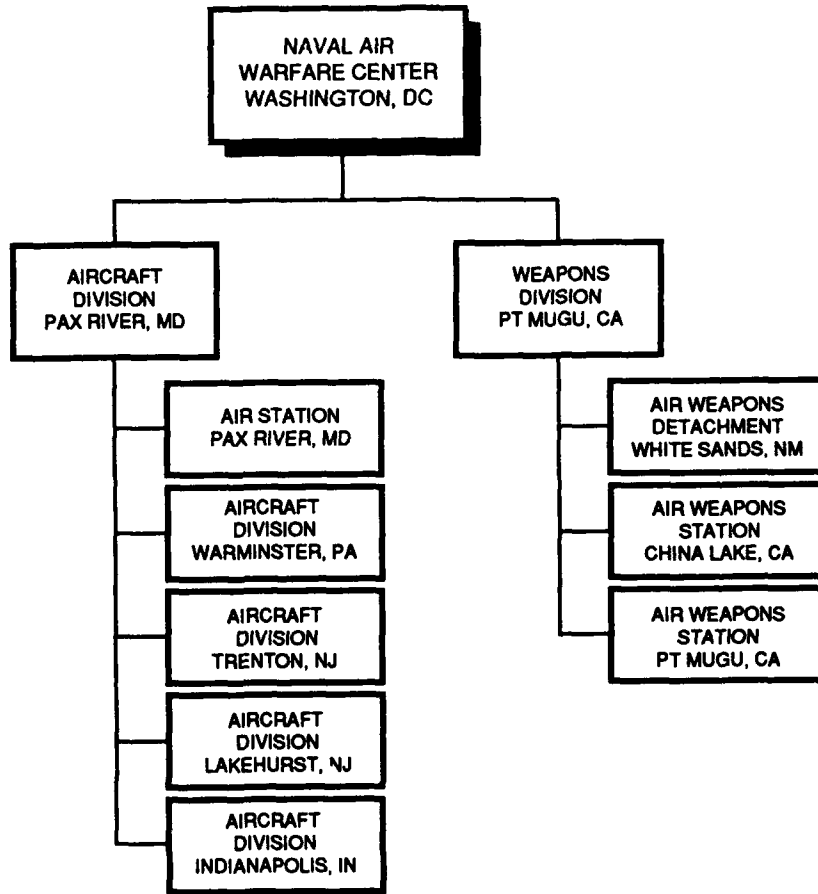 NAVAL AIR
WARFARE CENTER
WASHINGTON, DC
AIRCRAFT
DIVISION
PAX RIVER, MD
WEAPONS
DIVISION
PT MUGU, CA
AIR STATION
PAX RIVER, MD
AIRCRAFT
DIVISION
WARMINSTER, PA
AIRCRAFT
DIVISION
TRENTON, NJ
AIRCRAFT
DIVISION
LAKEHURST, NJ
AIRCRAFT
DIVISION
INDIANAPOLIS, IN
AIR WEAPONS
DETACHMENT
WHITE SANDS, NM
AIR WEAPONS
STATION
CHINA LAKE, CA
AIR WEAPONS
STATION
PT MUGU, CA